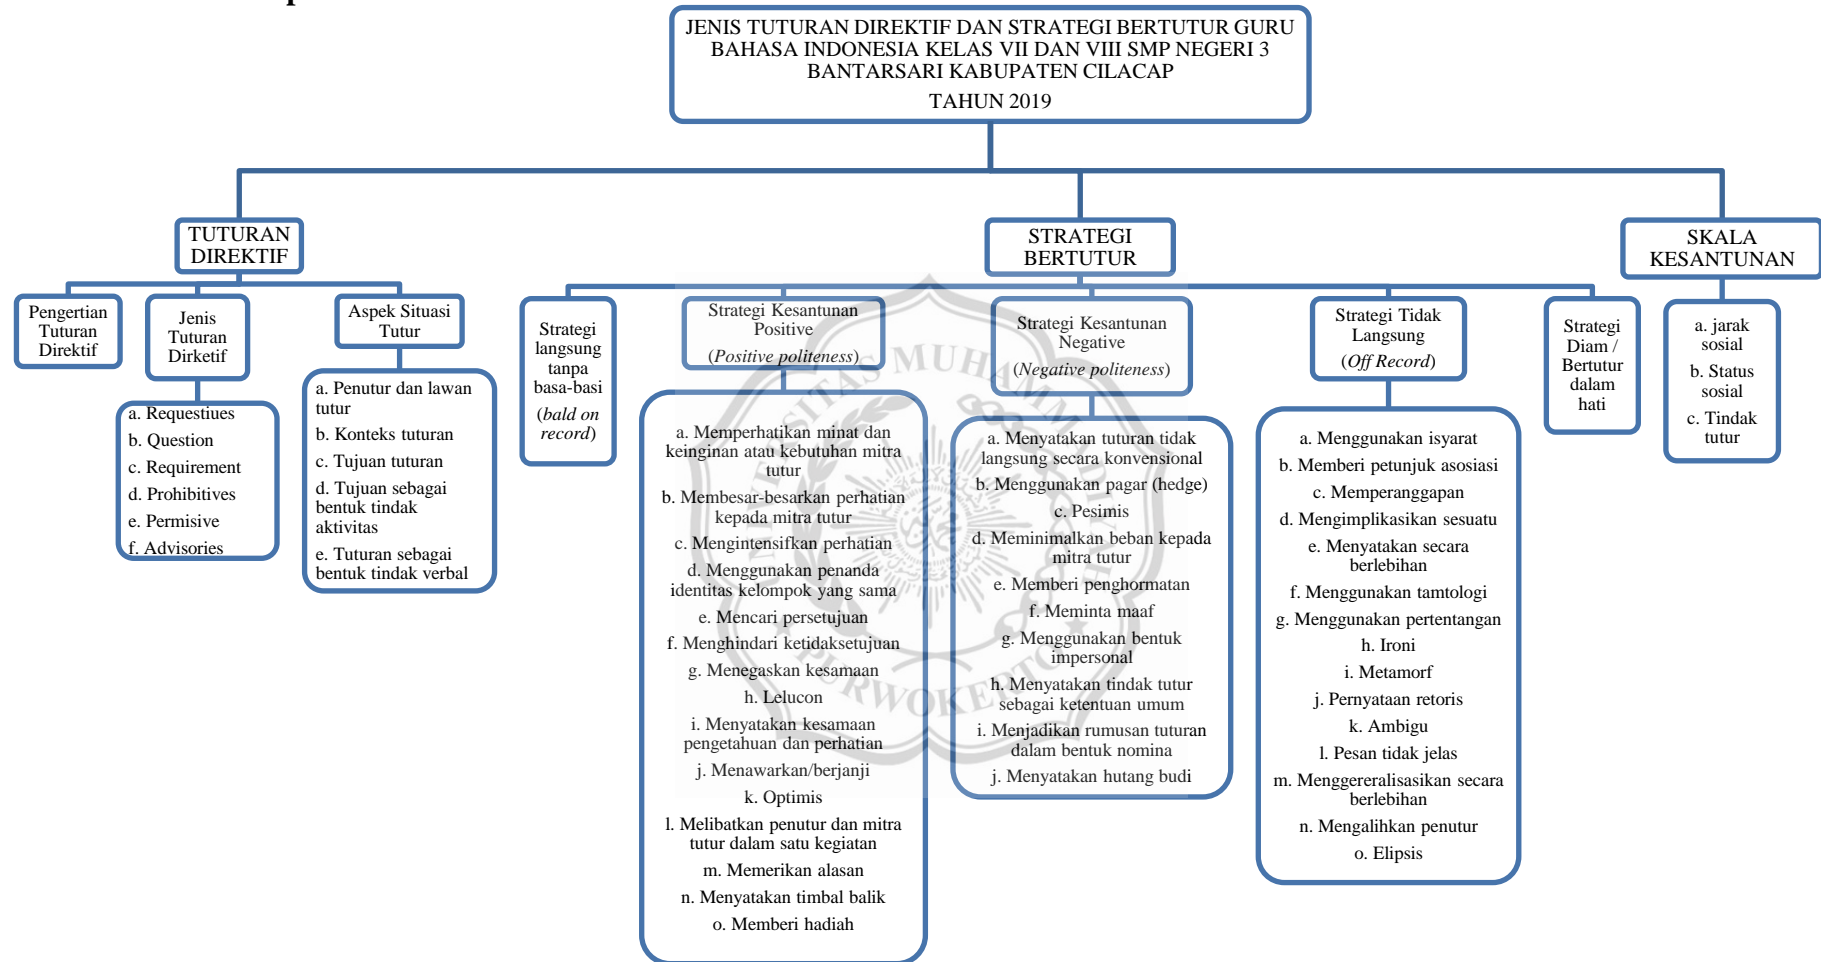 JENIS TUTURAN DIREKTIF DAN STRATEGI BERTUTUR GURU
BAHASA INDONESIA KELAS VII DAN VIII SMP NEGERI 3
BANTARSARI KABUPATEN CILACAP
TAHUN 2019
TUTURAN
DIREKTIF
STRATEGI
BERTUTUR
SKALA
KESANTUNAN
Pengertian
Tuturan
Direktif
Jenis
Tuturan
Dirketif
Aspek Situasi
Tutur
Strategi
langsung
tanpa
basa-basi
(bald on
record)
Strategi Kesantunan
Positive
(Positive politeness)
Strategi Kesantunan
Negative
(Negative politeness)
Strategi Tidak
Langsung
(Off Record)
Strategi
Diam /
Bertutur
dalam
hati
a. jarak
sosial
b. Status
sosial
c. Tindak
tutur
a. Requestiues
b. Question
c. Requirement
d. Prohibitives
e. Permisive
f. Advisories
a. Penutur dan lawan
tutur
b. Konteks tuturan
c. Tujuan tuturan
d. Tujuan sebagai
bentuk tindak
aktivitas
e. Tuturan sebagai
bentuk tindak verbal
a. Memperhatikan minat dan
keinginan atau kebutuhan mitra
tutur
b. Membesar-besarkan perhatian
kepada mitra tutur
c. Mengintensifkan perhatian
d. Menggunakan penanda
identitas kelompok yang sama
e. Mencari persetujuan
f. Menghindari ketidaksetujuan
g. Menegaskan kesamaan
h. Lelucon
i. Menyatakan kesamaan
pengetahuan dan perhatian
j. Menawarkan/berjanji
k. Optimis
l. Melibatkan penutur dan mitra
tutur dalam satu kegiatan
m. Memerikan alasan
n. Menyatakan timbal balik
o. Memberi hadiah
a. Menyatakan tuturan tidak
langsung secara konvensional
b. Menggunakan pagar (hedge)
c. Pesimis
d. Meminimalkan beban kepada
mitra tutur
e. Memberi penghormatan
f. Meminta maaf
g. Menggunakan bentuk
impersonal
h. Menyatakan tindak tutur
sebagai ketentuan umum
i. Menjadikan rumusan tuturan
dalam bentuk nomina
j. Menyatakan hutang budi
a. Menggunakan isyarat
b. Memberi petunjuk asosiasi
c. Memperanggapan
d. Mengimplikasikan sesuatu
e. Menyatakan secara
berlebihan
f. Menggunakan tamtologi
g. Menggunakan pertentangan
h. Ironi
i. Metamorf
j. Pernyataan retoris
k. Ambigu
l. Pesan tidak jelas
m. Menggereralisasikan secara
berlebihan
n. Mengalihkan penutur
o. Elipsis
UNIVERSITAS MUHAMMADIYAH
PURWOKERTO